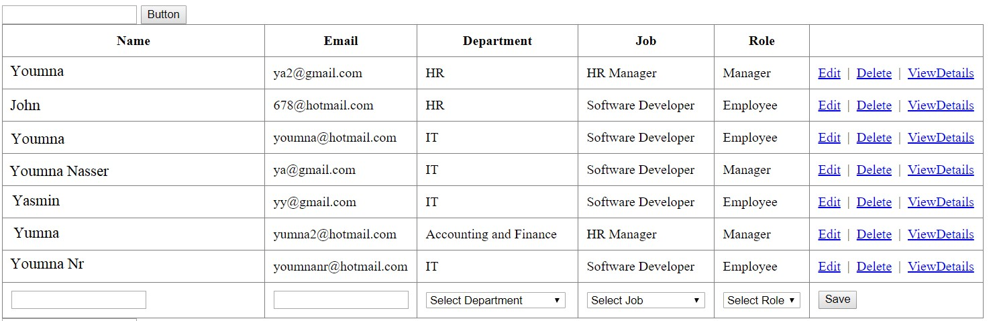 Button
Name Email Department Job Role
Youmna ya2@gmail.com HR HR Manager Manager Edit | Delete | ViewDetails
John 678@hotmail.com HR Software Developer Employee Edit | Delete | ViewDetails
Youmna youmna@hotmail.com IT Software Developer Employee Edit | Delete | ViewDetails
Youmna Nasser ya@gmail.com IT Software Developer Manager Edit | Delete | ViewDetails
Yasmin yy@gmail.com IT Software Developer Employee Edit | Delete | ViewDetails
Yumna yumna2@hotmail.com Accounting and Finance HR Manager Manager Edit | Delete | ViewDetails
Youmna Nr youmnanr@hotmail.com IT Software Developer Employee Edit | Delete | ViewDetails
Select Department Select Job Select Role Save